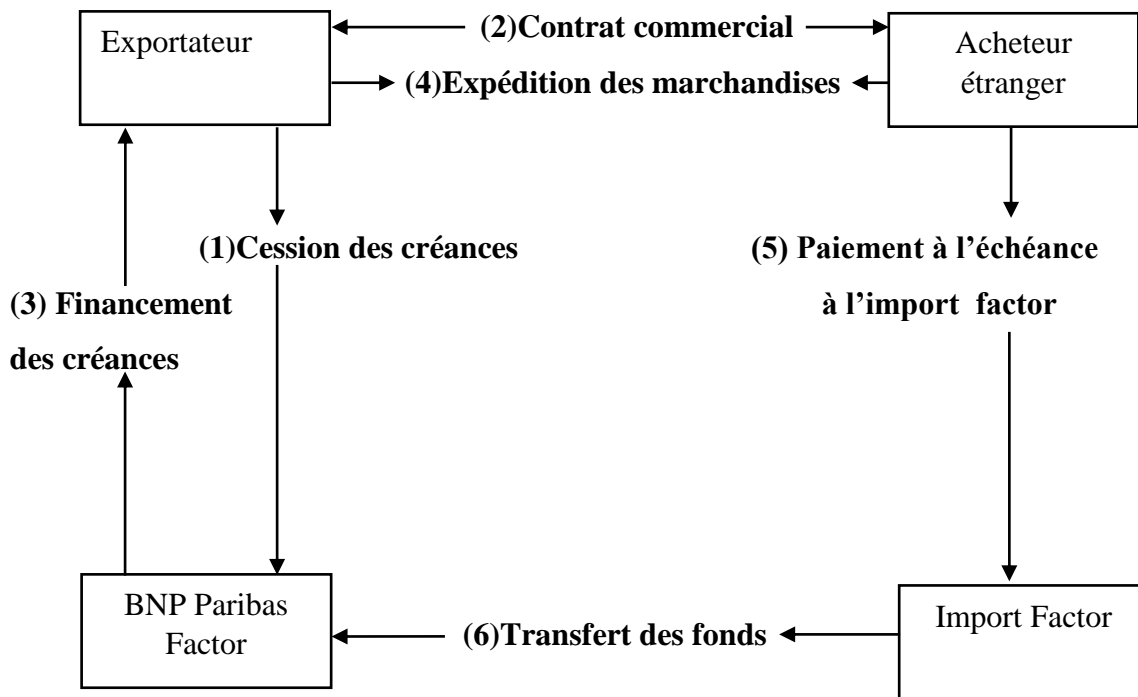 (2)Contrat commercial
Exportateur
Acheteur
étranger
(4)Expédition des marchandises
(1)Cession des créances
(5) Paiement à l’échéance
à l’import factor
(3) Financement
des créances
BNP Paribas
Factor
(6)Transfert des fonds
Import Factor